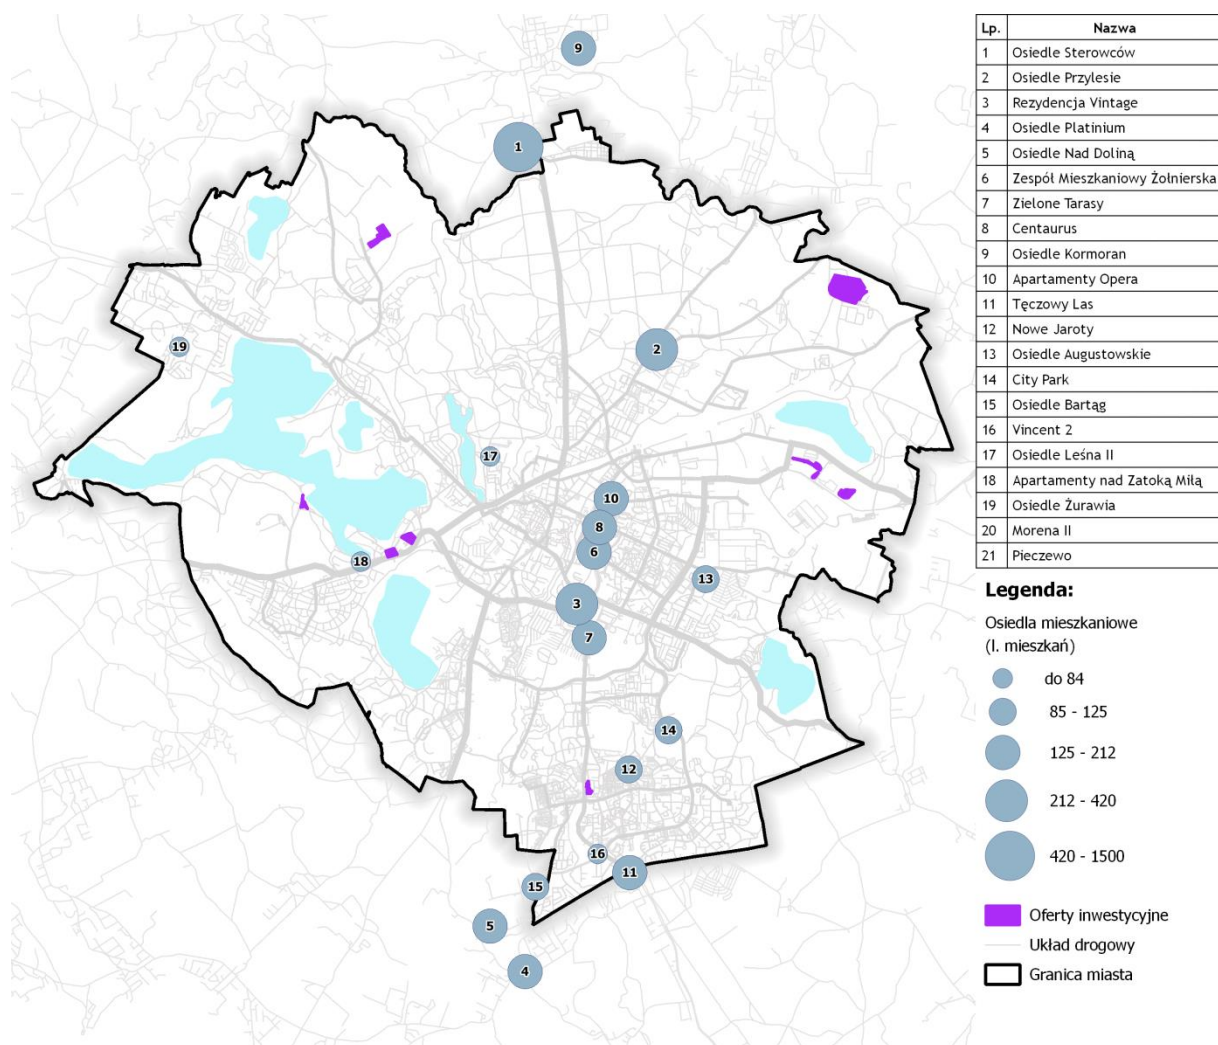 9
1
2
19
17
10
8
6
18
13
3
7
14
12
16
11
15
5
4
Lp. Nazwa
1 Osiedle Sterowców
2 Osiedle Przylesie
3 Rezydencja Vintage
4 Osiedle Platinium
5 Osiedle Nad Doliną
6 Zespół Mieszkaniowy Żołnierska
7 Zielone Tarasy
8 Centaurus
9 Osiedle Kormoran
10 Apartamenty Opera
11 Tęczowy Las
12 Nowe Jaroty
13 Osiedle Augustowskie
14 City Park
15 Osiedle Bartąg
16 Vincent 2
17 Osiedle Leśna II
18 Apartamenty nad Zatoką Miłą
19 Osiedle Żurawia
20 Morena II
21 Pieczewo
Legenda:
Osiedla mieszkaniowe
(l. mieszkań)
do 84
85 - 125
125 - 212
212 - 420
420 - 1500
Oferty inwestycyjne
Układ drogowy
Granica miasta